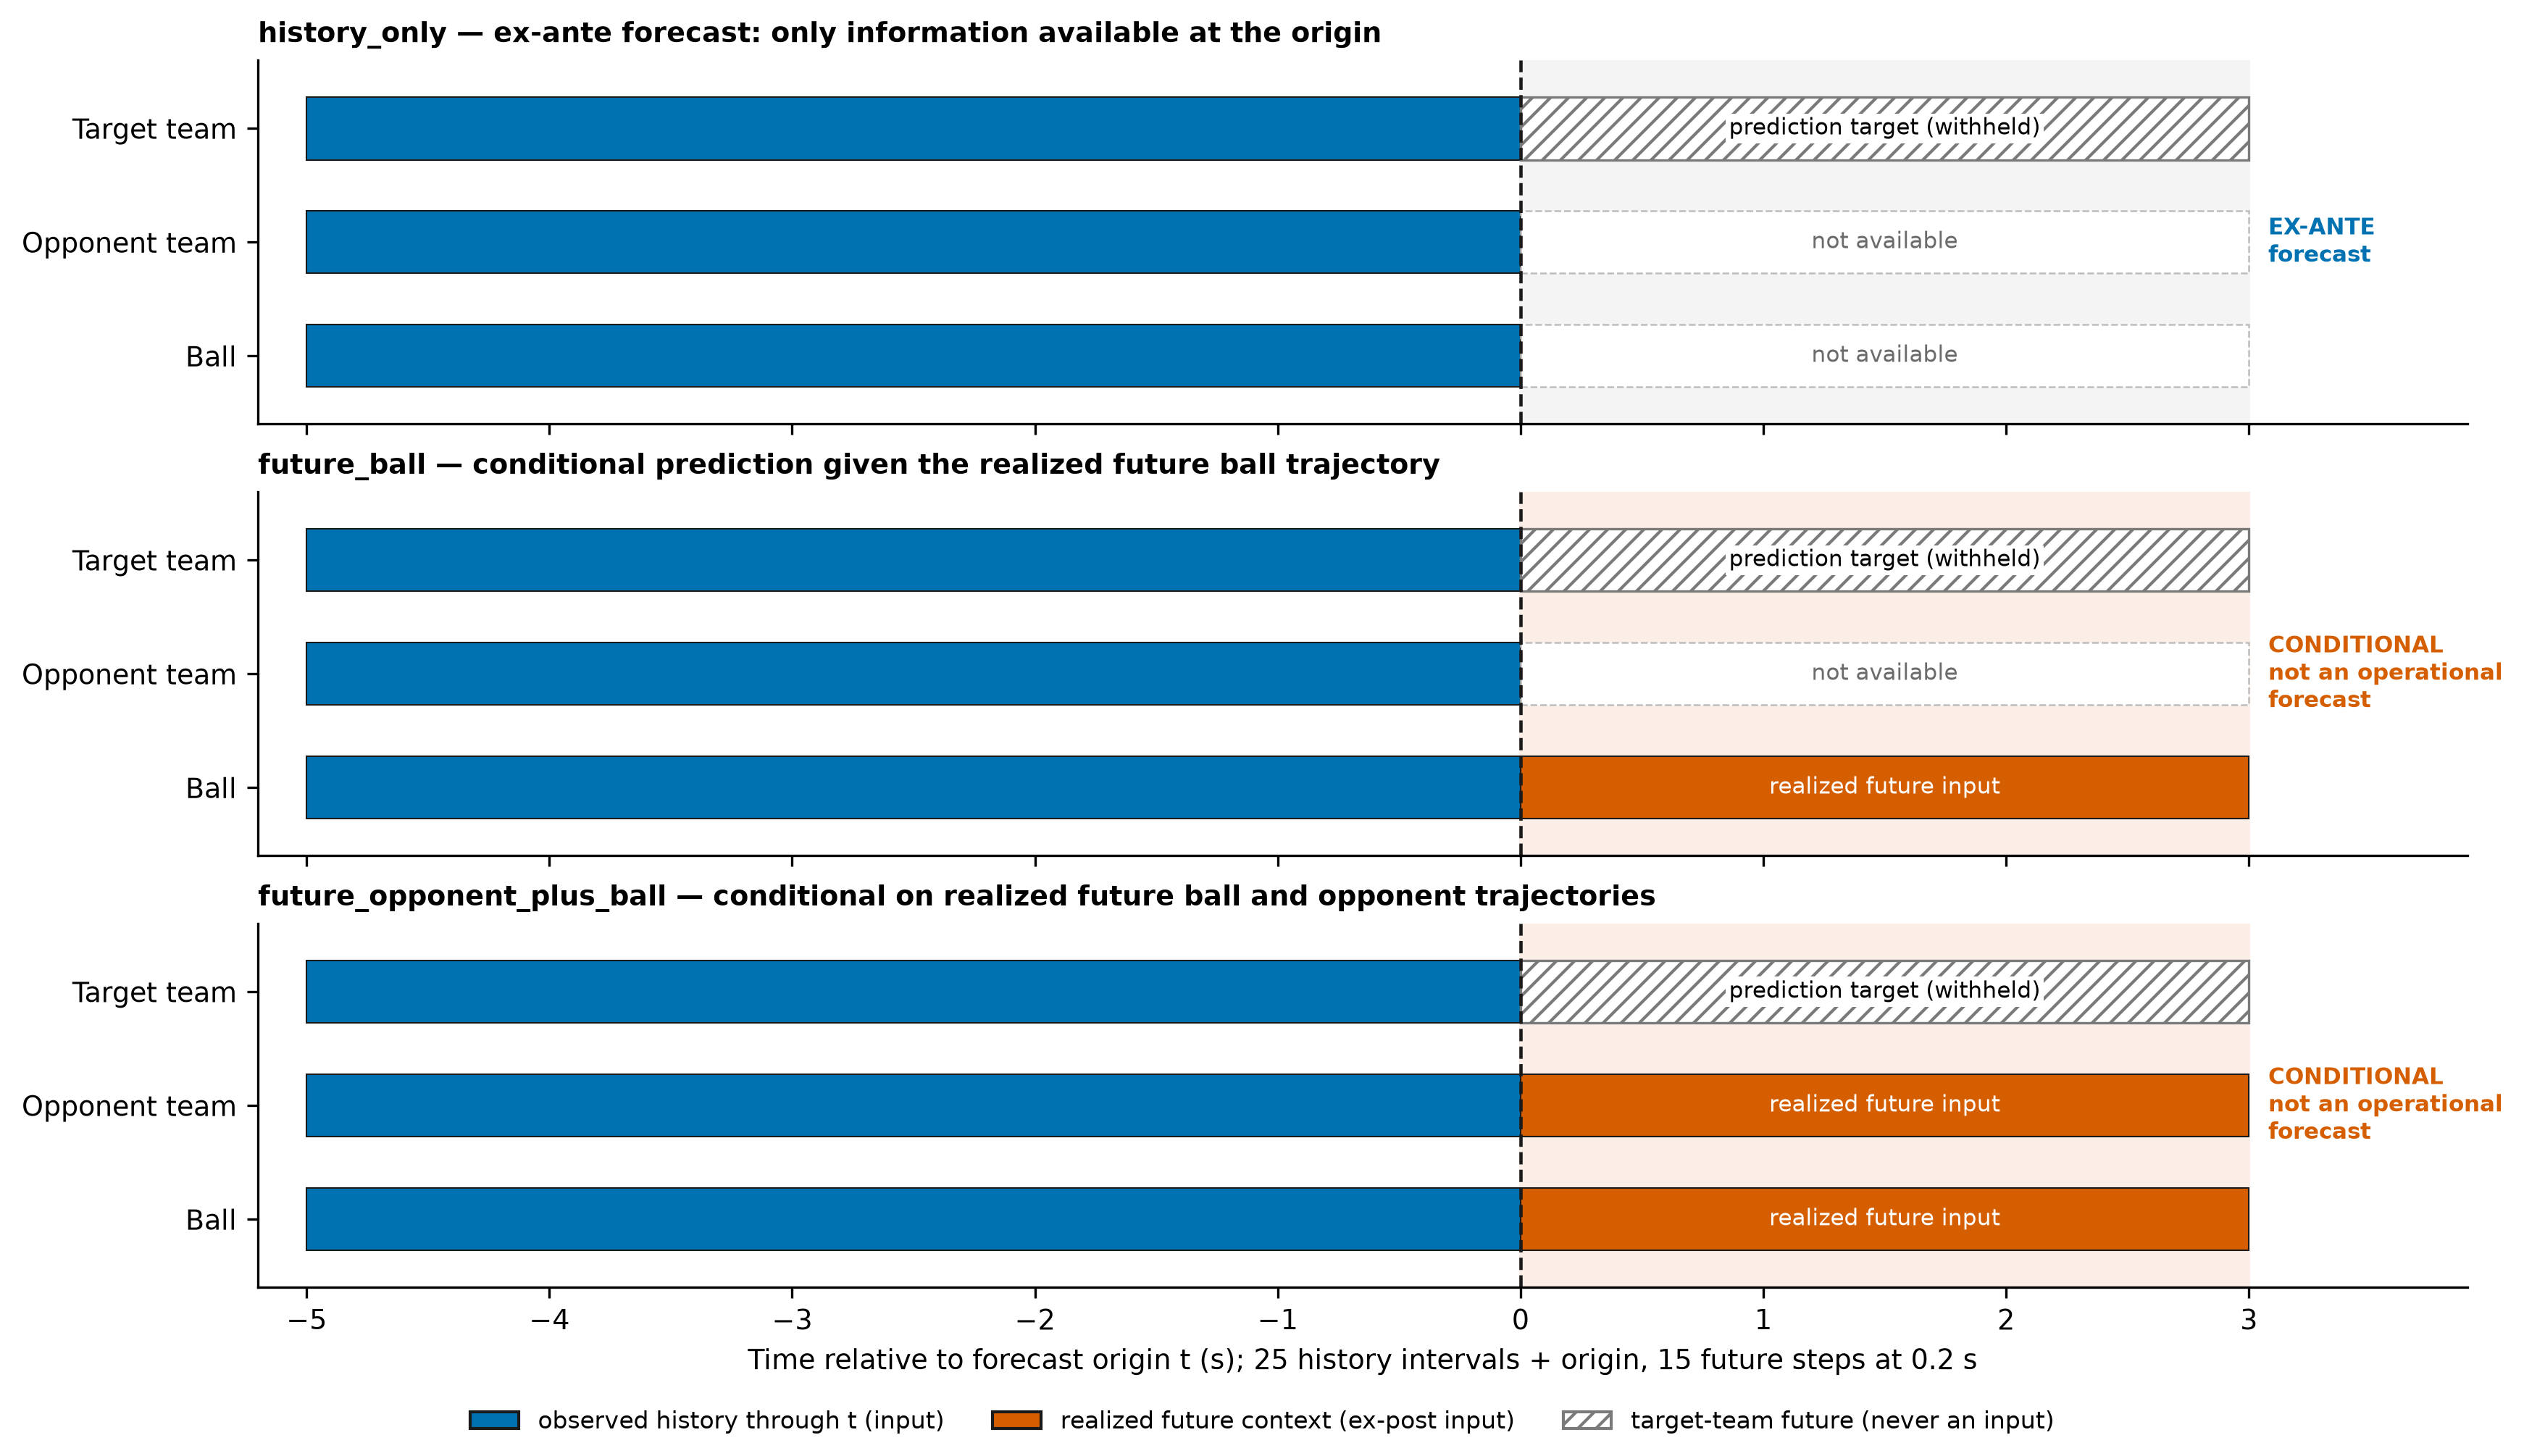 history_only — ex-ante forecast: only information available at the origin
Target team
prediction target (withheld)
Opponent team
not available
EX-ANTE
forecast
Ball
not available
future_ball — conditional prediction given the realized future ball trajectory
Target team
prediction target (withheld)
Opponent team
not available
CONDITIONAL
not an operational
forecast
Ball
realized future input
future_opponent_plus_ball — conditional on realized future ball and opponent trajectories
Target team
prediction target (withheld)
Opponent team
realized future input
CONDITIONAL
not an operational
forecast
Ball
realized future input
−5 −4 −3 −2 −1 0 1 2 3
Time relative to forecast origin t (s); 25 history intervals + origin, 15 future steps at 0.2 s
observed history through t (input) realized future context (ex-post input) target-team future (never an input)